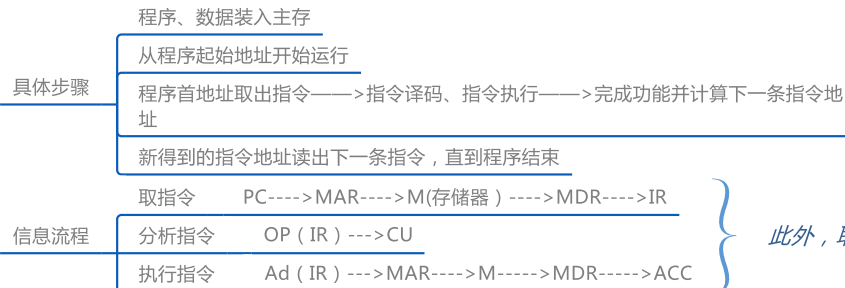 程序、数据装入主存
从程序起始地址开始运行
具体步骤
程序首地址取出指令——>指令译码、指令执行——>完成功能并计算下一条指令地
址
新得到的指令地址读出下一条指令，直到程序结束
取指令 PC---->MAR---->M(存储器）---->MDR---->IR
信息流程
分析指令 OP（IR）--->CU
此外，
执行指令 Ad（IR）--->MAR---->M----->MDR----->ACC